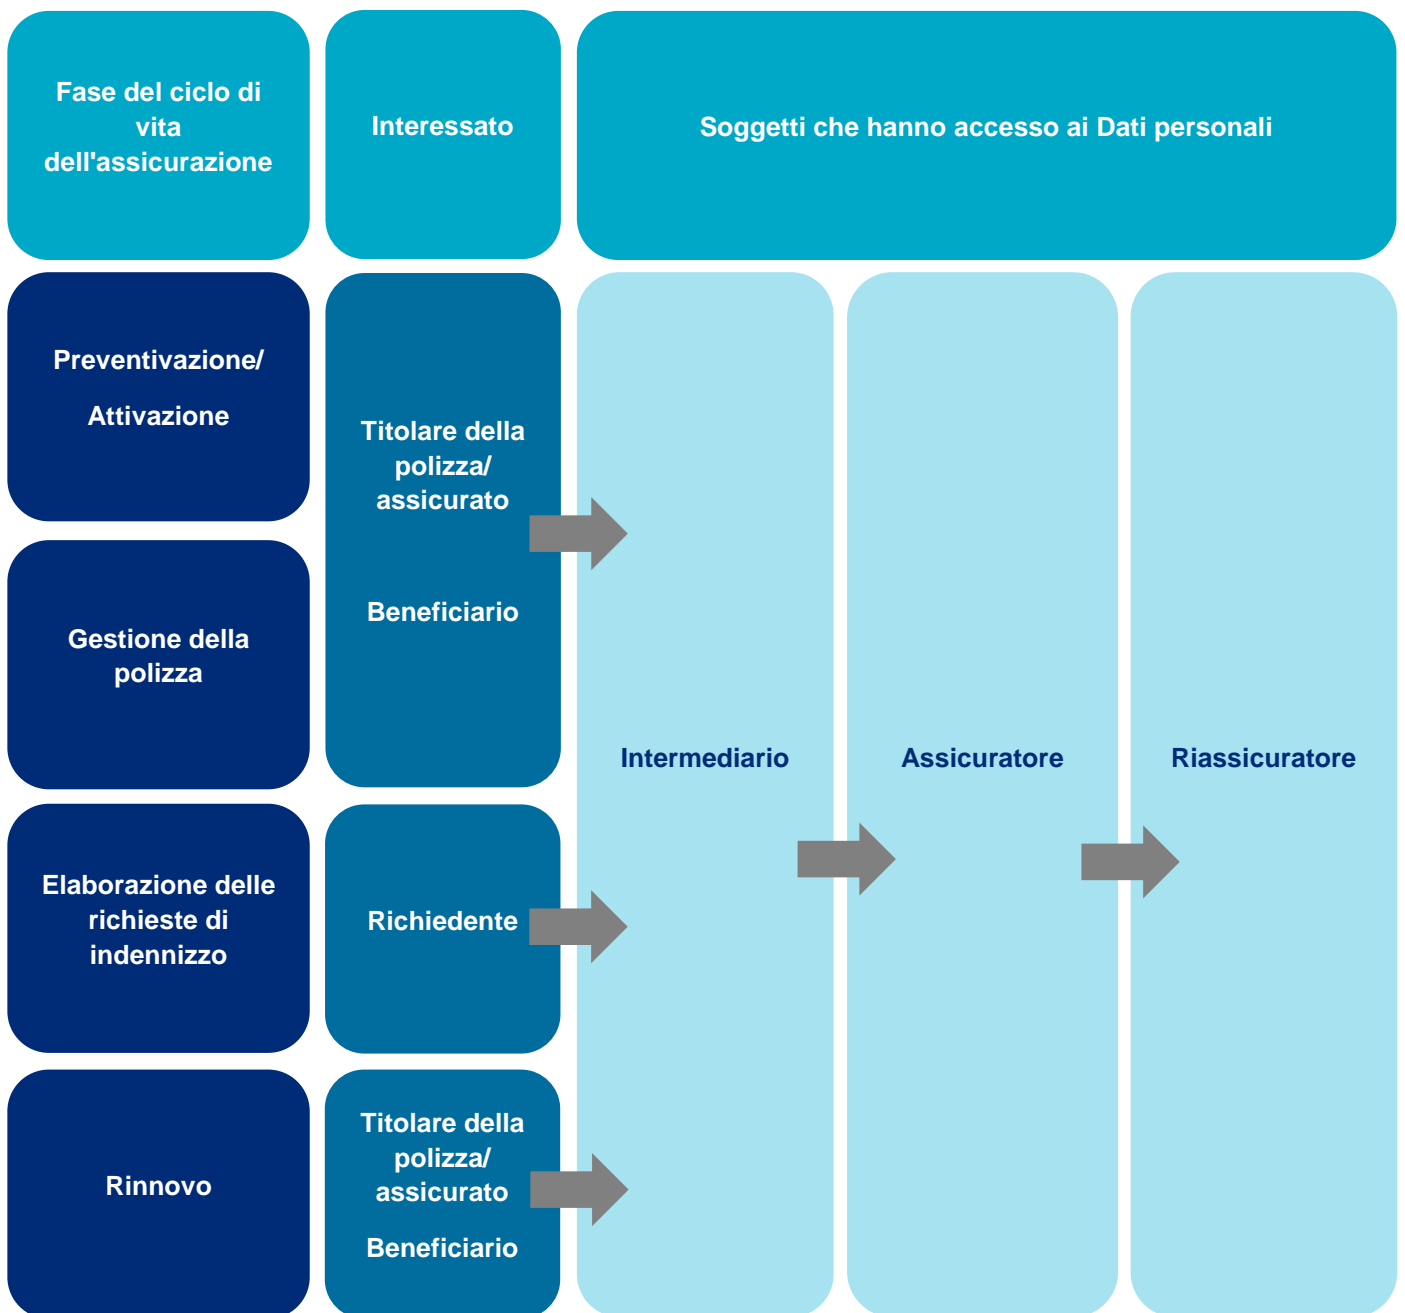 Fase del ciclo di
vita
dell'assicurazione
Interessato
Soggetti che hanno accesso ai Dati personali
Preventivazione/
Attivazione
Titolare della
polizza/
assicurato
Beneficiario
Gestione della
polizza
Intermediario
Assicuratore
Riassicuratore
Elaborazione delle
richieste di
indennizzo
Richiedente
Rinnovo
Titolare della
polizza/
assicurato
Beneficiario